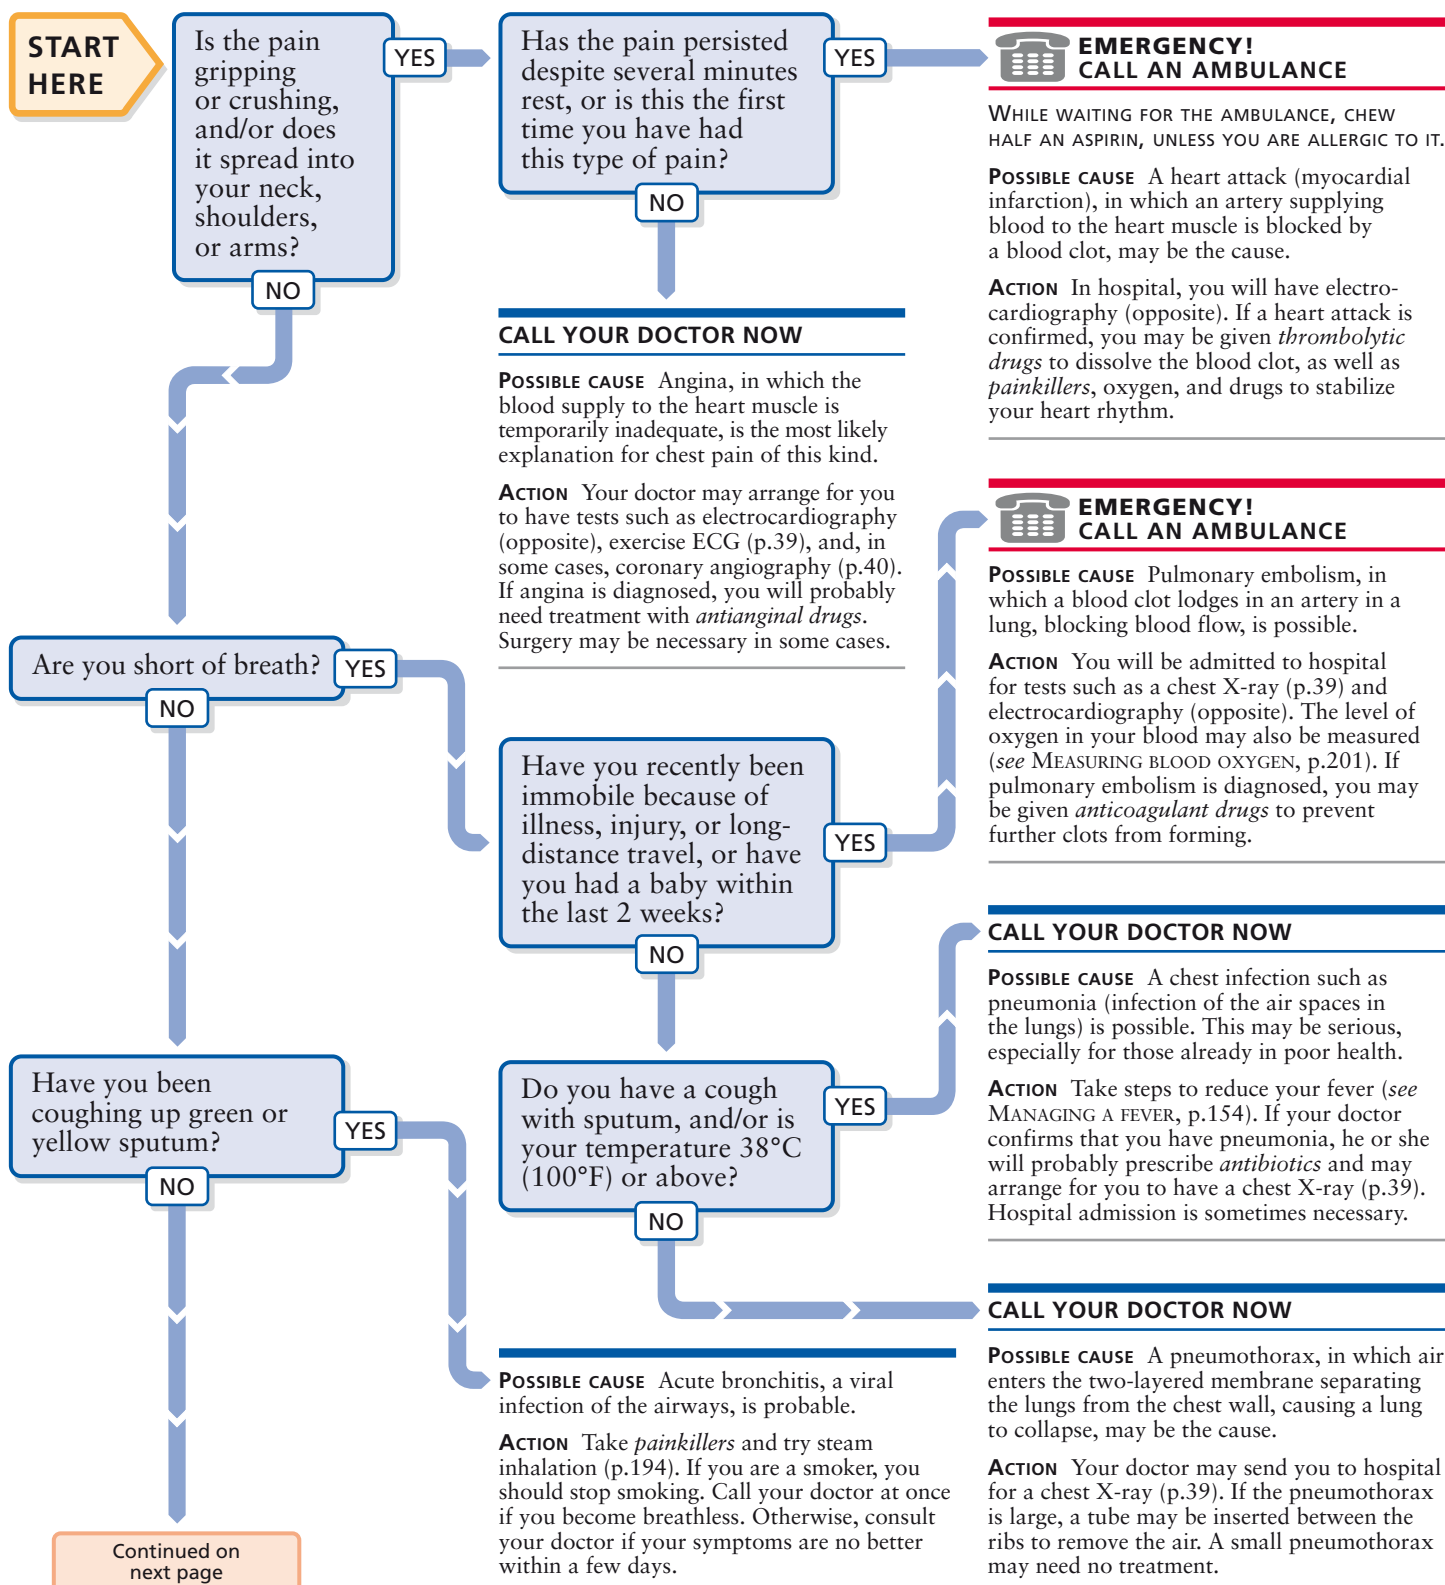 START
HERE
Is the pain
gripping
or crushing,
and/or does
it spread into
your neck,
shoulders,
or arms?
YES
NO
Has the pain persisted
despite several minutes
rest, or is this the first
time you have had
this type of pain?
YES
NO
EMERGENCY!
CALL AN AMBULANCE
WHILE WAITING FOR THE AMBULANCE, CHEW
HALF AN ASPIRIN, UNLESS YOU ARE ALLERGIC TO IT.
POSSIBLE CAUSE A heart attack (myocardial
infarction), in which an artery supplying
blood to the heart muscle is blocked by
a blood clot, may be the cause.
ACTION In hospital, you will have electro-
cardiography (opposite). If a heart attack is
confirmed, you may be given thrombolytic
drugs to dissolve the blood clot, as well as
painkillers, oxygen, and drugs to stabilize
your heart rhythm.
CALL YOUR DOCTOR NOW
POSSIBLE CAUSE Angina, in which the
blood supply to the heart muscle is
temporarily inadequate, is the most likely
explanation for chest pain of this kind.
ACTION Your doctor may arrange for you
to have tests such as electrocardiography
(opposite), exercise ECG (p.39), and, in
some cases, coronary angiography (p.40).
If angina is diagnosed, you will probably
need treatment with antianginal drugs.
Surgery may be necessary in some cases.
Are you short of breath?
YES
NO
Have you recently been
immobile because of
illness, injury, or long-
distance travel, or have
you had a baby within
the last 2 weeks?
YES
NO
EMERGENCY!
CALL AN AMBULANCE
POSSIBLE CAUSE Pulmonary embolism, in
which a blood clot lodges in an artery in a
lung, blocking blood flow, is possible.
ACTION You will be admitted to hospital
for tests such as a chest X-ray (p.39) and
electrocardiography (opposite). The level of
oxygen in your blood may also be measured
(see MEASURING BLOOD OXYGEN, p.201). If
pulmonary embolism is diagnosed, you may
be given anticoagulant drugs to prevent
further clots from forming.
Do you have a cough
with sputum, and/or is
your temperature 38°C
(100°F) or above?
YES
NO
CALL YOUR DOCTOR NOW
POSSIBLE CAUSE A chest infection such as
pneumonia (infection of the air spaces in
the lungs) is possible. This may be serious,
especially for those already in poor health.
ACTION Take steps to reduce your fever (see
MANAGING A FEVER, p.154). If your doctor
confirms that you have pneumonia, he or she
will probably prescribe antibiotics and may
arrange for you to have a chest X-ray (p.39).
Hospital admission is sometimes necessary.
CALL YOUR DOCTOR NOW
POSSIBLE CAUSE A pneumothorax, in which air
enters the two-layered membrane separating
the lungs from the chest wall, causing a lung
to collapse, may be the cause.
ACTION Your doctor may send you to hospital
for a chest X-ray (p.39). If the pneumothorax
is large, a tube may be inserted between the
ribs to remove the air. A small pneumothorax
may need no treatment.
Have you been
coughing up green or
yellow sputum?
YES
NO
POSSIBLE CAUSE Acute bronchitis, a viral
infection of the airways, is probable.
ACTION Take painkillers and try steam
inhalation (p.194). If you are a smoker, you
should stop smoking. Call your doctor at once
if you become breathless. Otherwise, consult
your doctor if your symptoms are no better
within a few days.
Continued on
next page